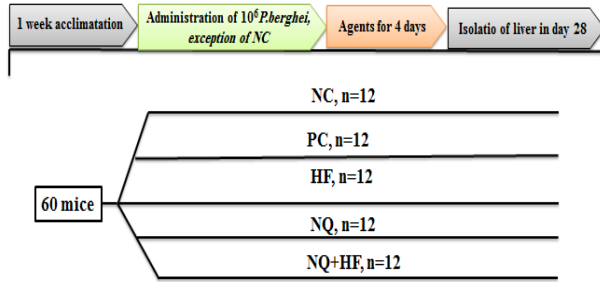 1 week acclimatation
Administration of 10⁶ P.berghei,
exception of NC
Agents for 4 days
Isolatio of liver in day 28
NC, n=12
PC, n=12
HF, n=12
60 mice
NQ, n=12
NQ+HF, n=12